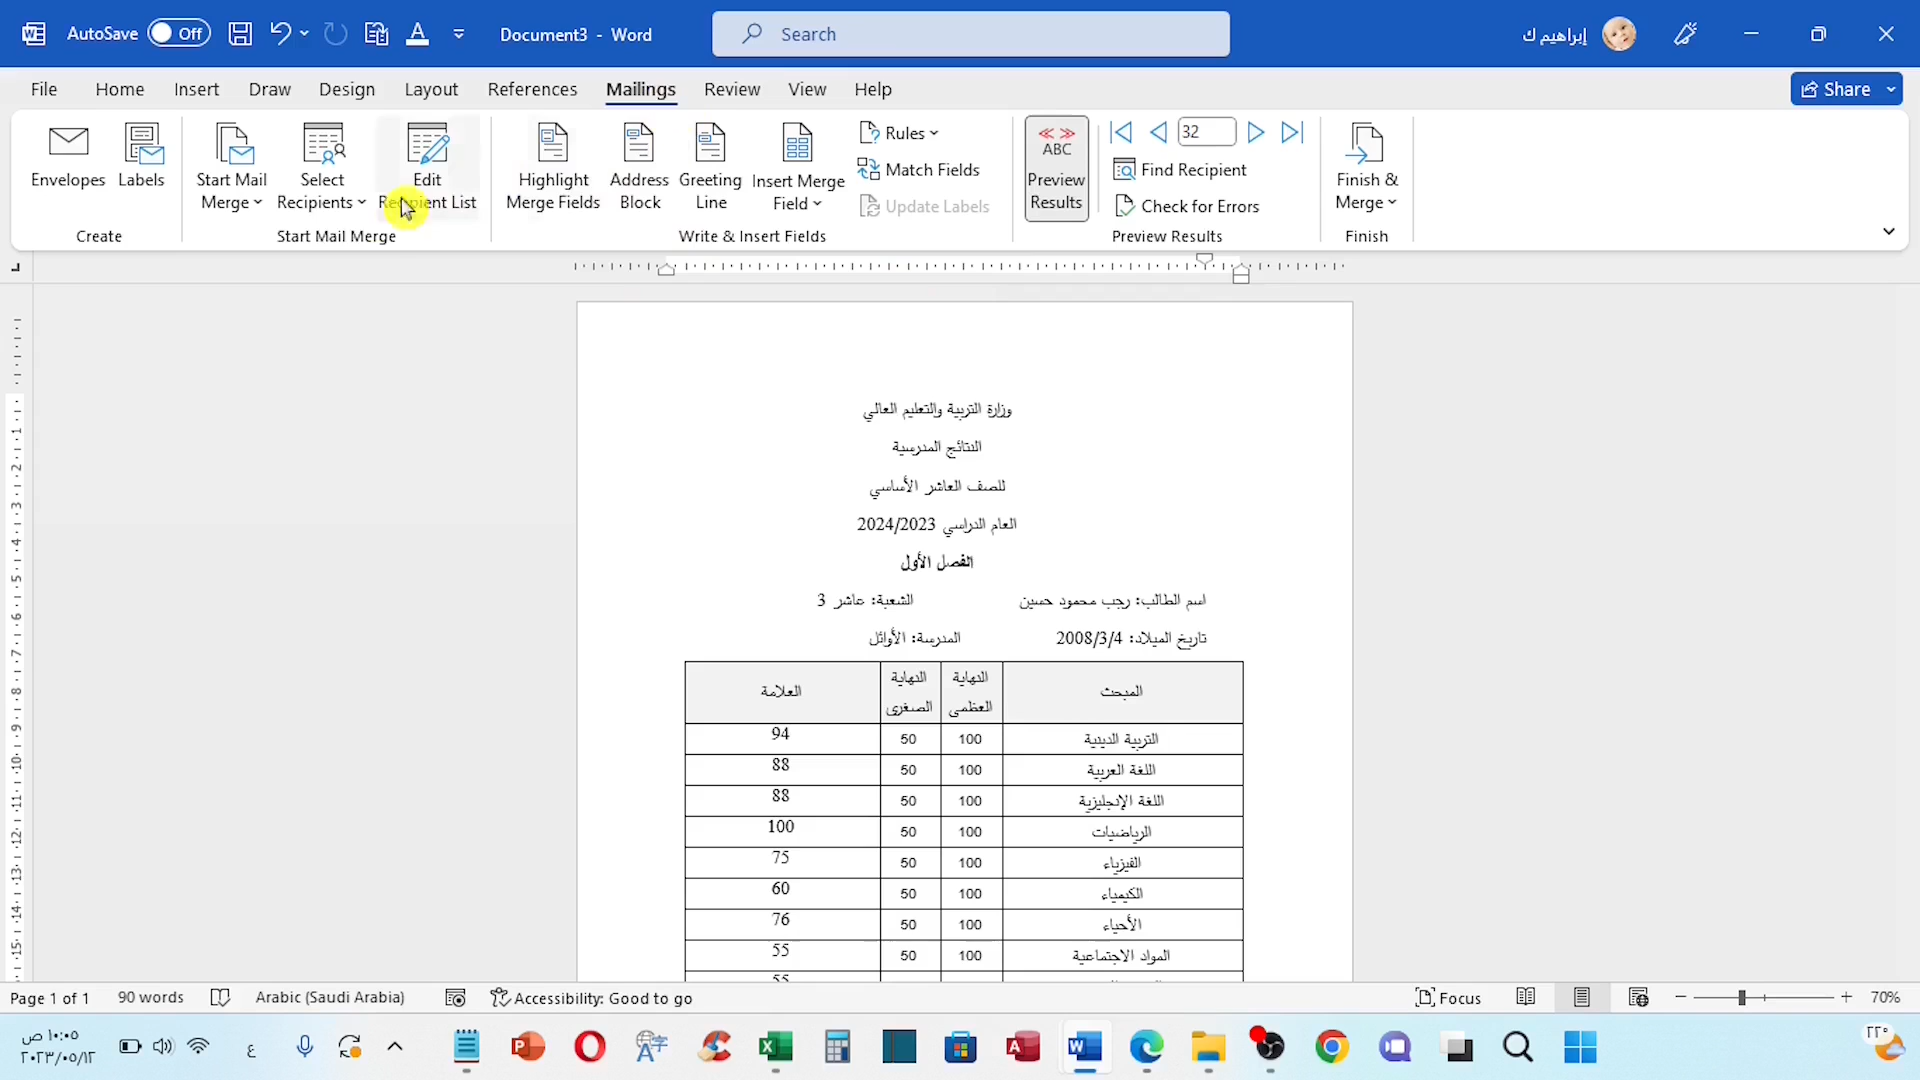 AutoSave Off Document3 - Word Search إبراهيم ك
File Home Insert Draw Design Layout References Mailings Review View Help Share
Envelopes Labels
Create
Start Mail Merge Select Recipients Edit Recipient List
Start Mail Merge
Highlight Merge Fields Address Block Greeting Line Insert Merge Field
Rules
Match Fields
Update Labels
Write & Insert Fields
ABC Preview Results
32
Find Recipient
Check for Errors
Preview Results
Finish & Merge
Finish
وزارة التربية والتعليم العالي
النتائج المدرسية
للصف العاشر الأساسي
العام الدراسي 2024/2023
الفصل الأول
اسم الطالب: رجب محمود حسين الشعبة: عاشر 3
تاريخ الميلاد: 2008/3/4 المدرسة: الأوائل
المبحث النهاية العظمى النهاية الصغرى العلامة
التربية الدينية 100 50 94
اللغة العربية 100 50 88
اللغة الإنجليزية 100 50 88
الرياضيات 100 50 100
الفيزياء 100 50 75
الكيمياء 100 50 60
الأحياء 100 50 76
المواد الاجتماعية 100 50 55
Page 1 of 1 90 words Arabic (Saudi Arabia) Accessibility: Good to go Focus 70%
١٠:٠٥ ص
٢٠٢٣/٠٥/١٢
ع
٢٢°